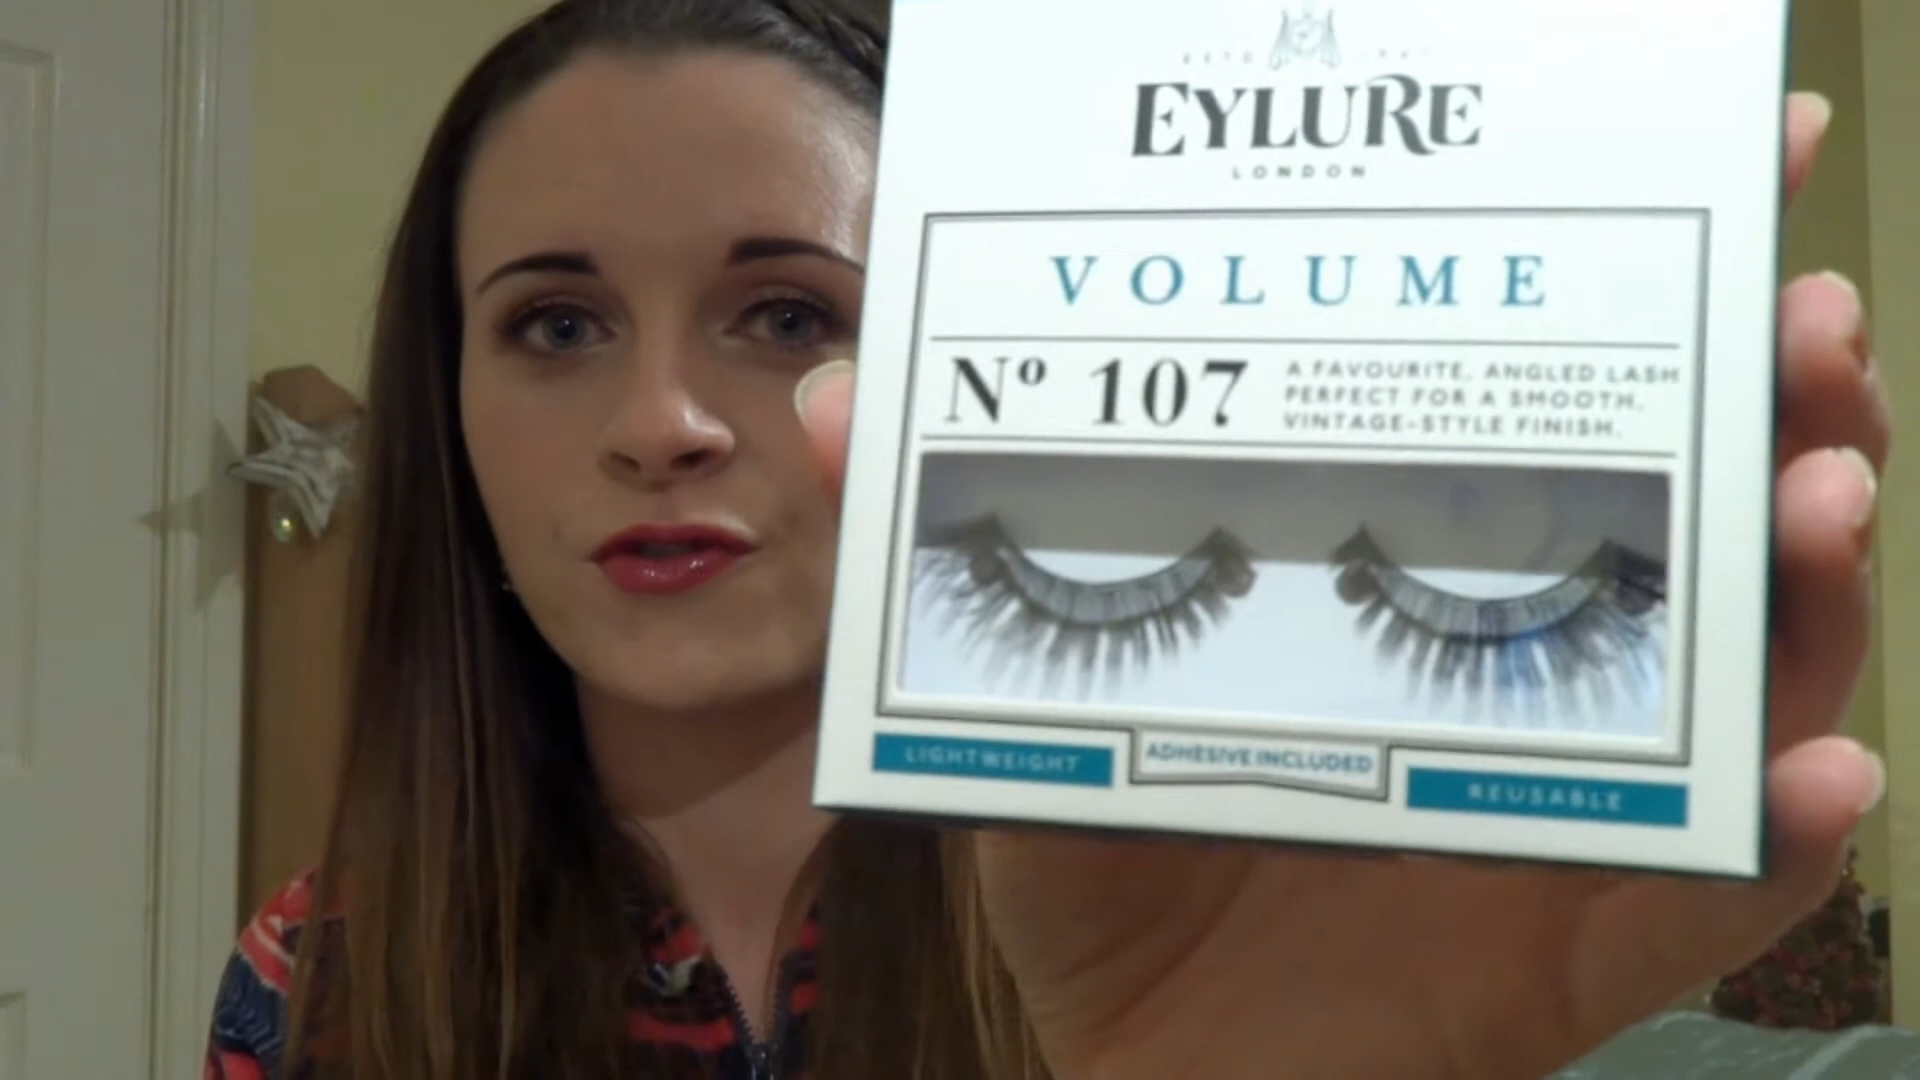 EYLURE
LONDON
VOLUME
Nº 107
A FAVOURITE, ANGLED LASH
PERFECT FOR A SMOOTH,
VINTAGE-STYLE FINISH.
LIGHTWEIGHT
ADHESIVE INCLUDED
REUSABLE